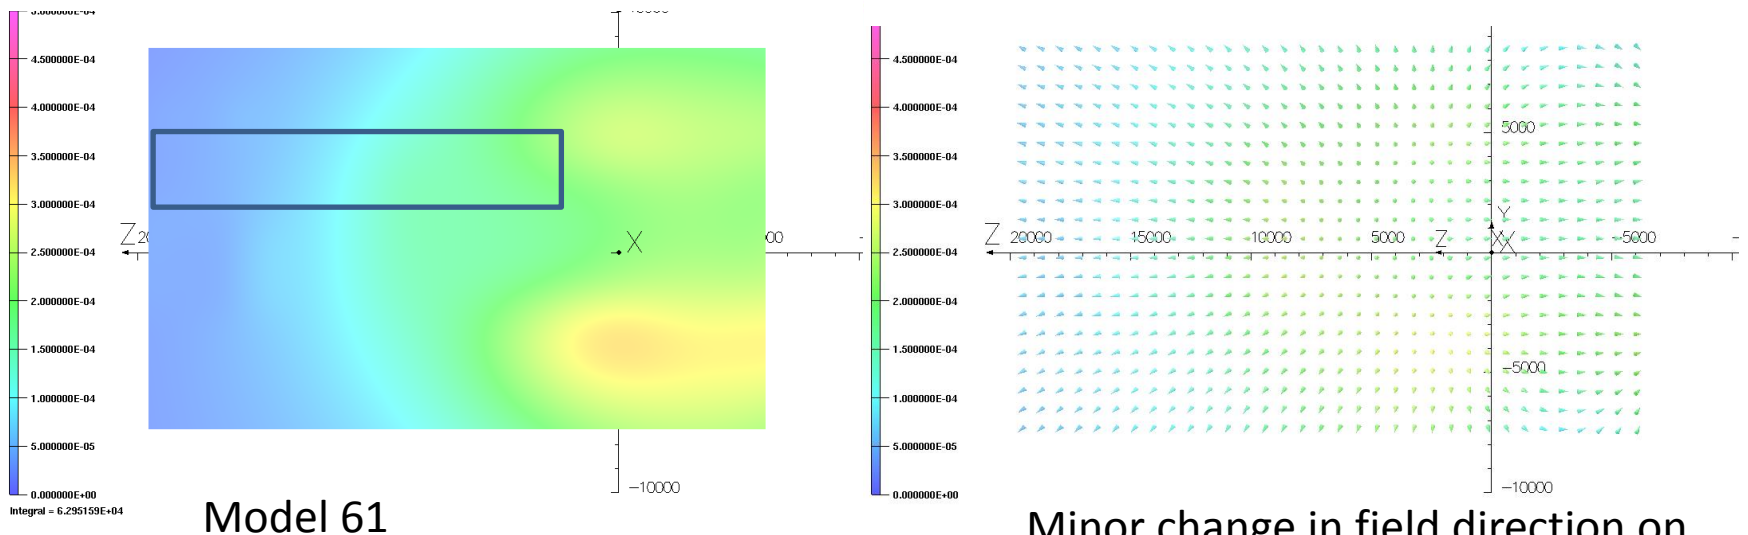 4.500000E-04
4.000000E-04
3.500000E-04
3.000000E-04
2.500000E-04
2.000000E-04
1.500000E-04
1.000000E-04
5.000000E-05
0.000000E+00
Integral = 6.295159E+04
Z
X
-10000
Model 61
4.500000E-04
4.000000E-04
3.500000E-04
3.000000E-04
2.500000E-04
2.000000E-04
1.500000E-04
1.000000E-04
5.000000E-05
0.000000E+00
5000
Y
Z 20000 15000 10000 5000 Z X X -5000
-5000
-10000
Minor change in field direction on